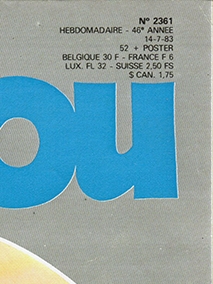 N° 2361
HEBDOMADAIRE - 46e ANNEE
14-7-83
52 + POSTER
BELGIQUE 30 F - FRANCE F 6
LUX. FL 32 - SUISSE 2,50 FS
$ CAN. 1,75
ou